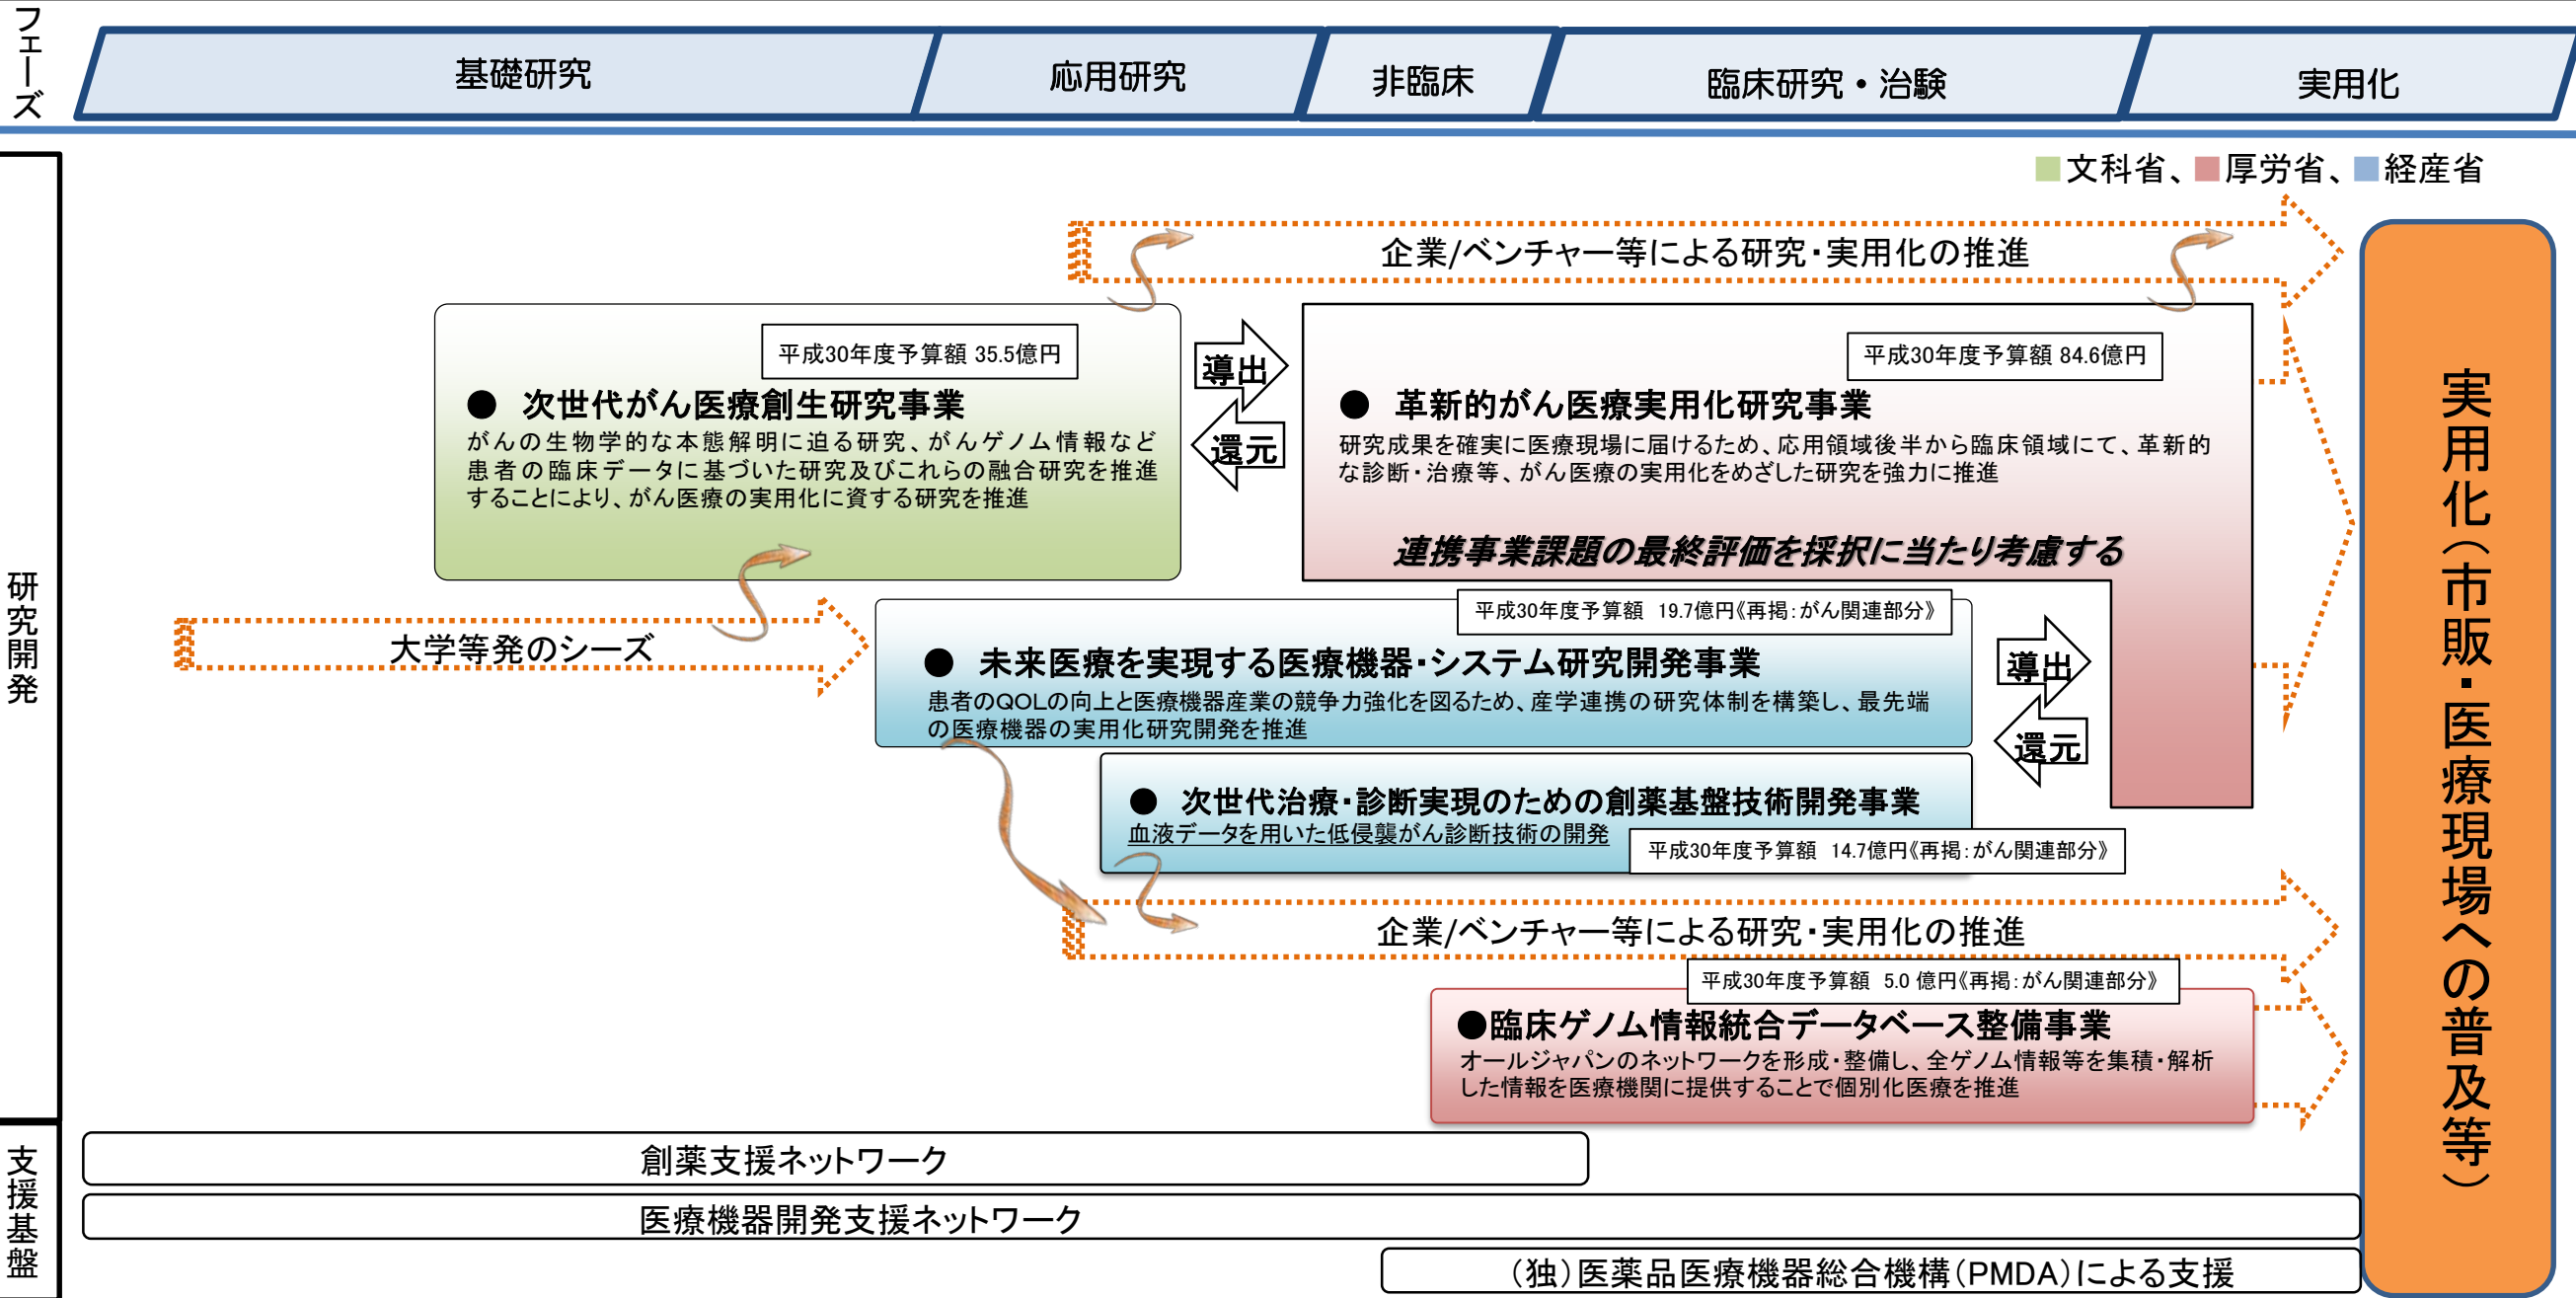 フェーズ
基礎研究
応用研究
非臨床
臨床研究・治験
実用化
文科省、厚労省、経産省
研究開発
企業/ベンチャー等による研究・実用化の推進
平成30年度予算額 35.5億円
● 次世代がん医療創生研究事業
がんの生物学的な本態解明に迫る研究、がんゲノム情報など
患者の臨床データに基づいた研究及びこれらの融合研究を推進
することにより、がん医療の実用化に資する研究を推進
導出
還元
平成30年度予算額 84.6億円
● 革新的がん医療実用化研究事業
研究成果を確実に医療現場に届けるため、応用領域後半から臨床領域にて、革新的
な診断・治療等、がん医療の実用化をめざした研究を強力に推進
連携事業課題の最終評価を採択に当たり考慮する
大学等発のシーズ
平成30年度予算額 19.7億円《再掲:がん関連部分》
● 未来医療を実現する医療機器・システム研究開発事業
患者のQOLの向上と医療機器産業の競争力強化を図るため、産学連携の研究体制を構築し、最先端
の医療機器の実用化研究開発を推進
導出
還元
● 次世代治療・診断実現のための創薬基盤技術開発事業
血液データを用いた低侵襲がん診断技術の開発
平成30年度予算額 14.7億円《再掲:がん関連部分》
企業/ベンチャー等による研究・実用化の推進
平成30年度予算額 5.0 億円《再掲:がん関連部分》
●臨床ゲノム情報統合データベース整備事業
オールジャパンのネットワークを形成・整備し、全ゲノム情報等を集積・解析
した情報を医療機関に提供することで個別化医療を推進
実用化(市販・医療現場への普及等)
支援基盤
創薬支援ネットワーク
医療機器開発支援ネットワーク
(独)医薬品医療機器総合機構(PMDA)による支援